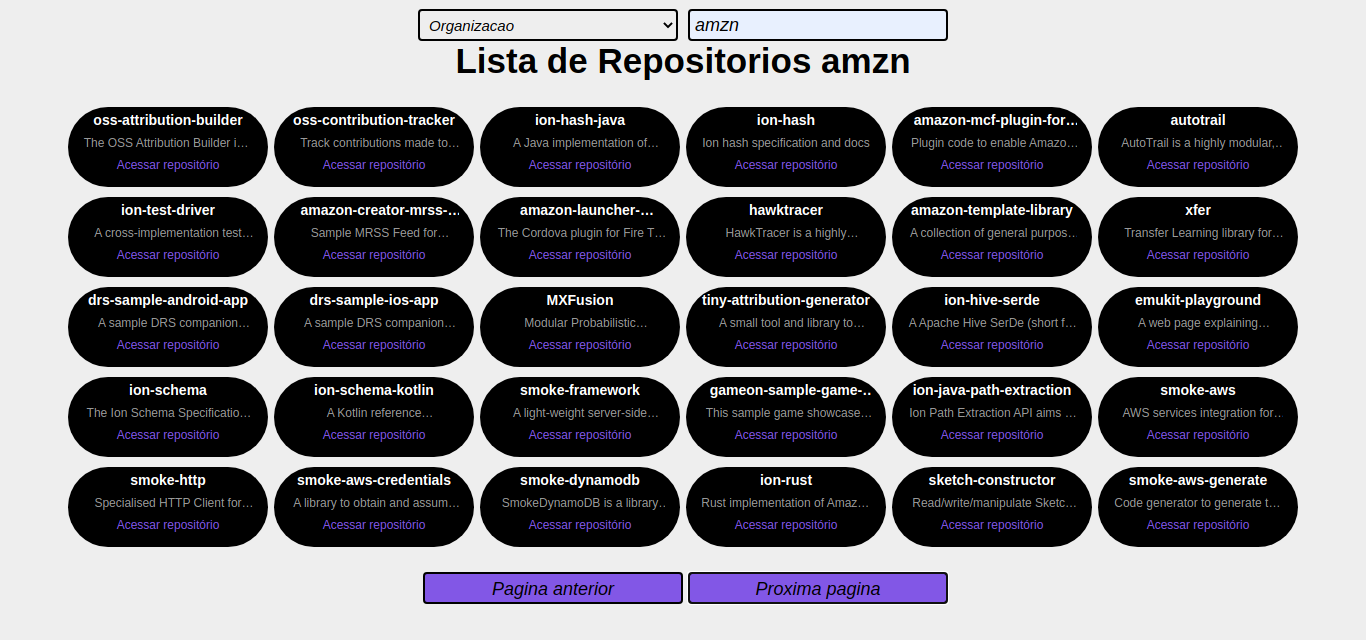 Organizacao
amzn
Lista de Repositorios amzn
oss-attribution-builder
The OSS Attribution Builder i…
Acessar repositório
oss-contribution-tracker
Track contributions made to…
Acessar repositório
ion-hash-java
A Java implementation of…
Acessar repositório
ion-hash
Ion hash specification and docs
Acessar repositório
amazon-mcf-plugin-for…
Plugin code to enable Amazo…
Acessar repositório
autotrail
AutoTrail is a highly modular,…
Acessar repositório
ion-test-driver
A cross-implementation test…
Acessar repositório
amazon-creator-mrss-…
Sample MRSS Feed for…
Acessar repositório
amazon-launcher-…
The Cordova plugin for Fire T…
Acessar repositório
hawktracer
HawkTracer is a highly…
Acessar repositório
amazon-template-library
A collection of general purpos…
Acessar repositório
xfer
Transfer Learning library for…
Acessar repositório
drs-sample-android-app
A sample DRS companion…
Acessar repositório
drs-sample-ios-app
A sample DRS companion…
Acessar repositório
MXFusion
Modular Probabilistic…
Acessar repositório
tiny-attribution-generator
A small tool and library to…
Acessar repositório
ion-hive-serde
A Apache Hive SerDe (short f…
Acessar repositório
emukit-playground
A web page explaining…
Acessar repositório
ion-schema
The Ion Schema Specificatio…
Acessar repositório
ion-schema-kotlin
A Kotlin reference…
Acessar repositório
smoke-framework
A light-weight server-side…
Acessar repositório
gameon-sample-game-…
This sample game showcase…
Acessar repositório
ion-java-path-extraction
Ion Path Extraction API aims …
Acessar repositório
smoke-aws
AWS services integration for…
Acessar repositório
smoke-http
Specialised HTTP Client for…
Acessar repositório
smoke-aws-credentials
A library to obtain and assum…
Acessar repositório
smoke-dynamodb
SmokeDynamoDB is a library…
Acessar repositório
ion-rust
Rust implementation of Amaz…
Acessar repositório
sketch-constructor
Read/write/manipulate Sketc…
Acessar repositório
smoke-aws-generate
Code generator to generate t…
Acessar repositório
Pagina anterior
Proxima pagina